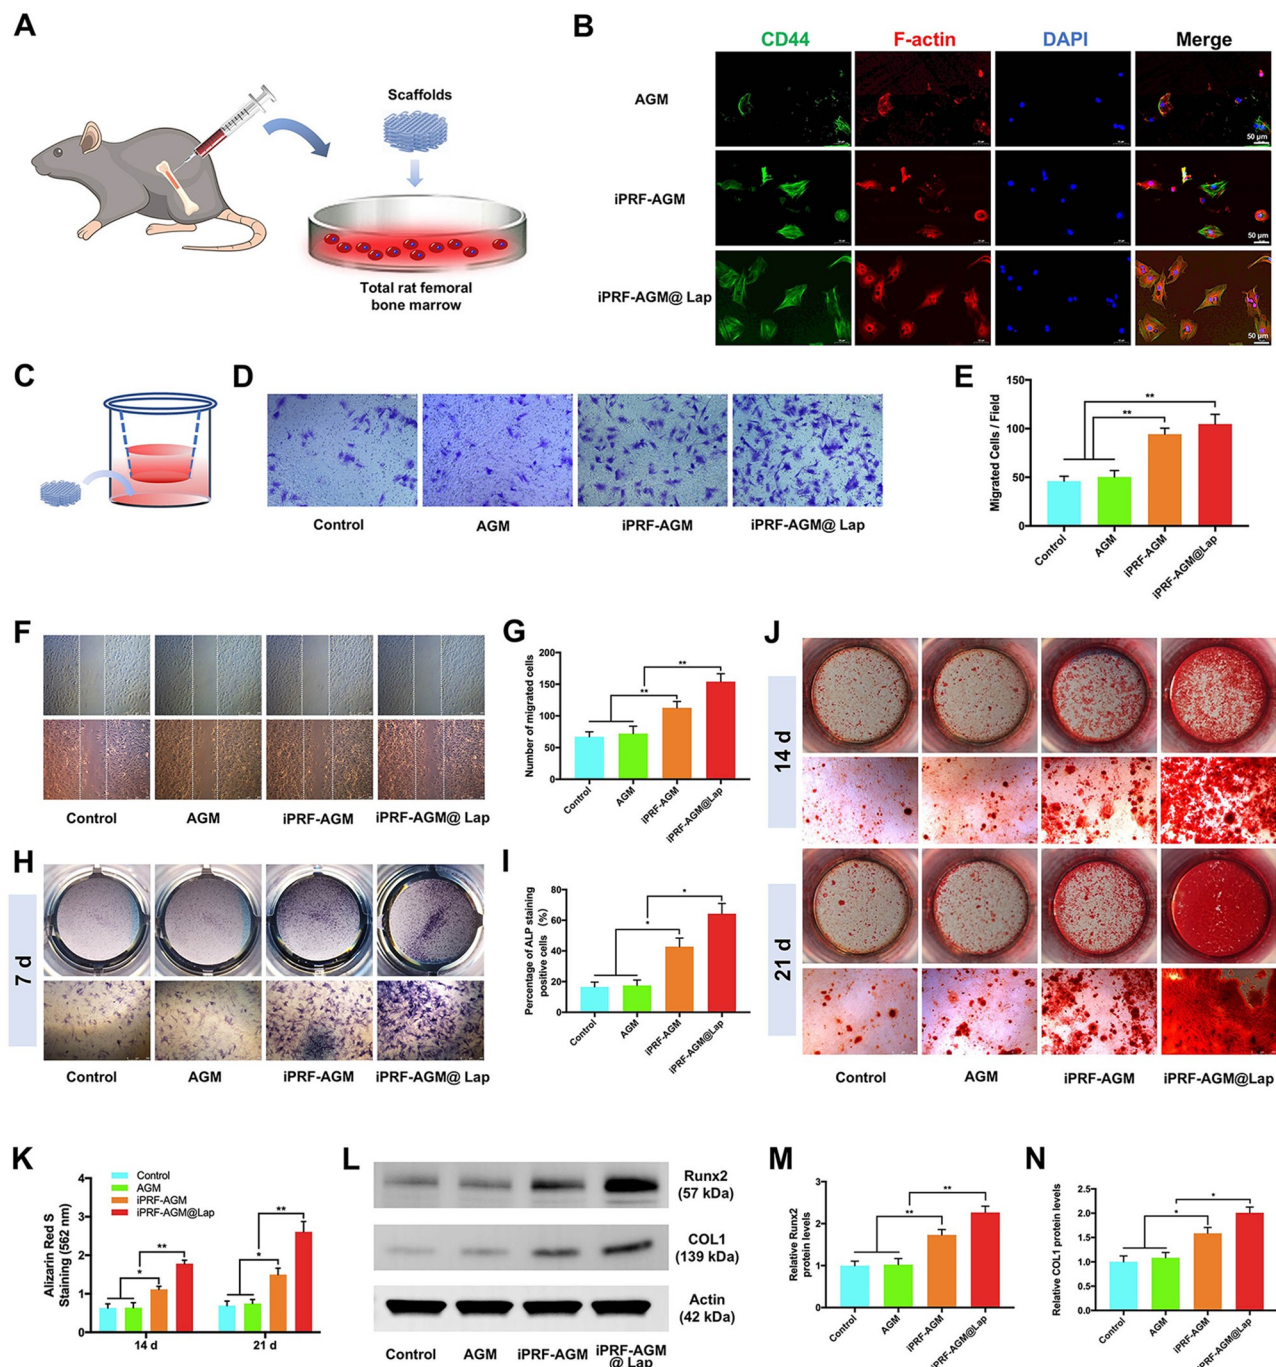 A
Scaffolds
Total rat femoral
bone marrow
B
CD44
F-actin
DAPI
Merge
AGM
iPRF-AGM
iPRF-AGM@ Lap
50 μm
50 μm
50 μm
C
D
Control
AGM
iPRF-AGM
iPRF-AGM@ Lap
E
Migrated Cells / Field
150
100
50
0
**
**
Control
AGM
iPRF-AGM
iPRF-AGM@Lap
F
Control
AGM
iPRF-AGM
iPRF-AGM@ Lap
G
Number of migrated cells
200
150
100
50
0
**
**
Control
AGM
iPRF-AGM
iPRF-AGM@Lap
H
7 d
Control
AGM
iPRF-AGM
iPRF-AGM@ Lap
I
Percentage of ALP staining
positive cells (%)
80
60
40
20
0
*
*
Control
AGM
iPRF-AGM
iPRF-AGM@Lap
J
14 d
21 d
Control
AGM
iPRF-AGM
iPRF-AGM@Lap
K
Alizarin Red S
Staining (562 nm)
4
3
2
1
0
Control
AGM
iPRF-AGM
iPRF-AGM@Lap
*
**
*
**
14 d
21 d
L
Runx2
(57 kDa)
COL1
(139 kDa)
Actin
(42 kDa)
Control
AGM
iPRF-AGM
iPRF-AGM
@ Lap
M
Relative Runx2
protein levels
3
2
1
0
**
**
Control
AGM
iPRF-AGM
iPRF-AGM@Lap
N
Relative COL1 protein levels
2.5
2.0
1.5
1.0
0.5
0.0
*
*
Control
AGM
iPRF-AGM
iPRF-AGM@Lap